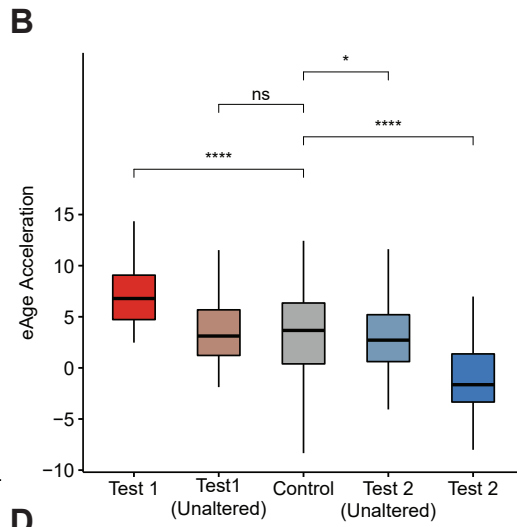 B
*
ns
****
****
eAge Acceleration
15
10
5
0
−5
−10
Test 1
Test1
(Unaltered)
Control
Test 2
(Unaltered)
Test 2
D